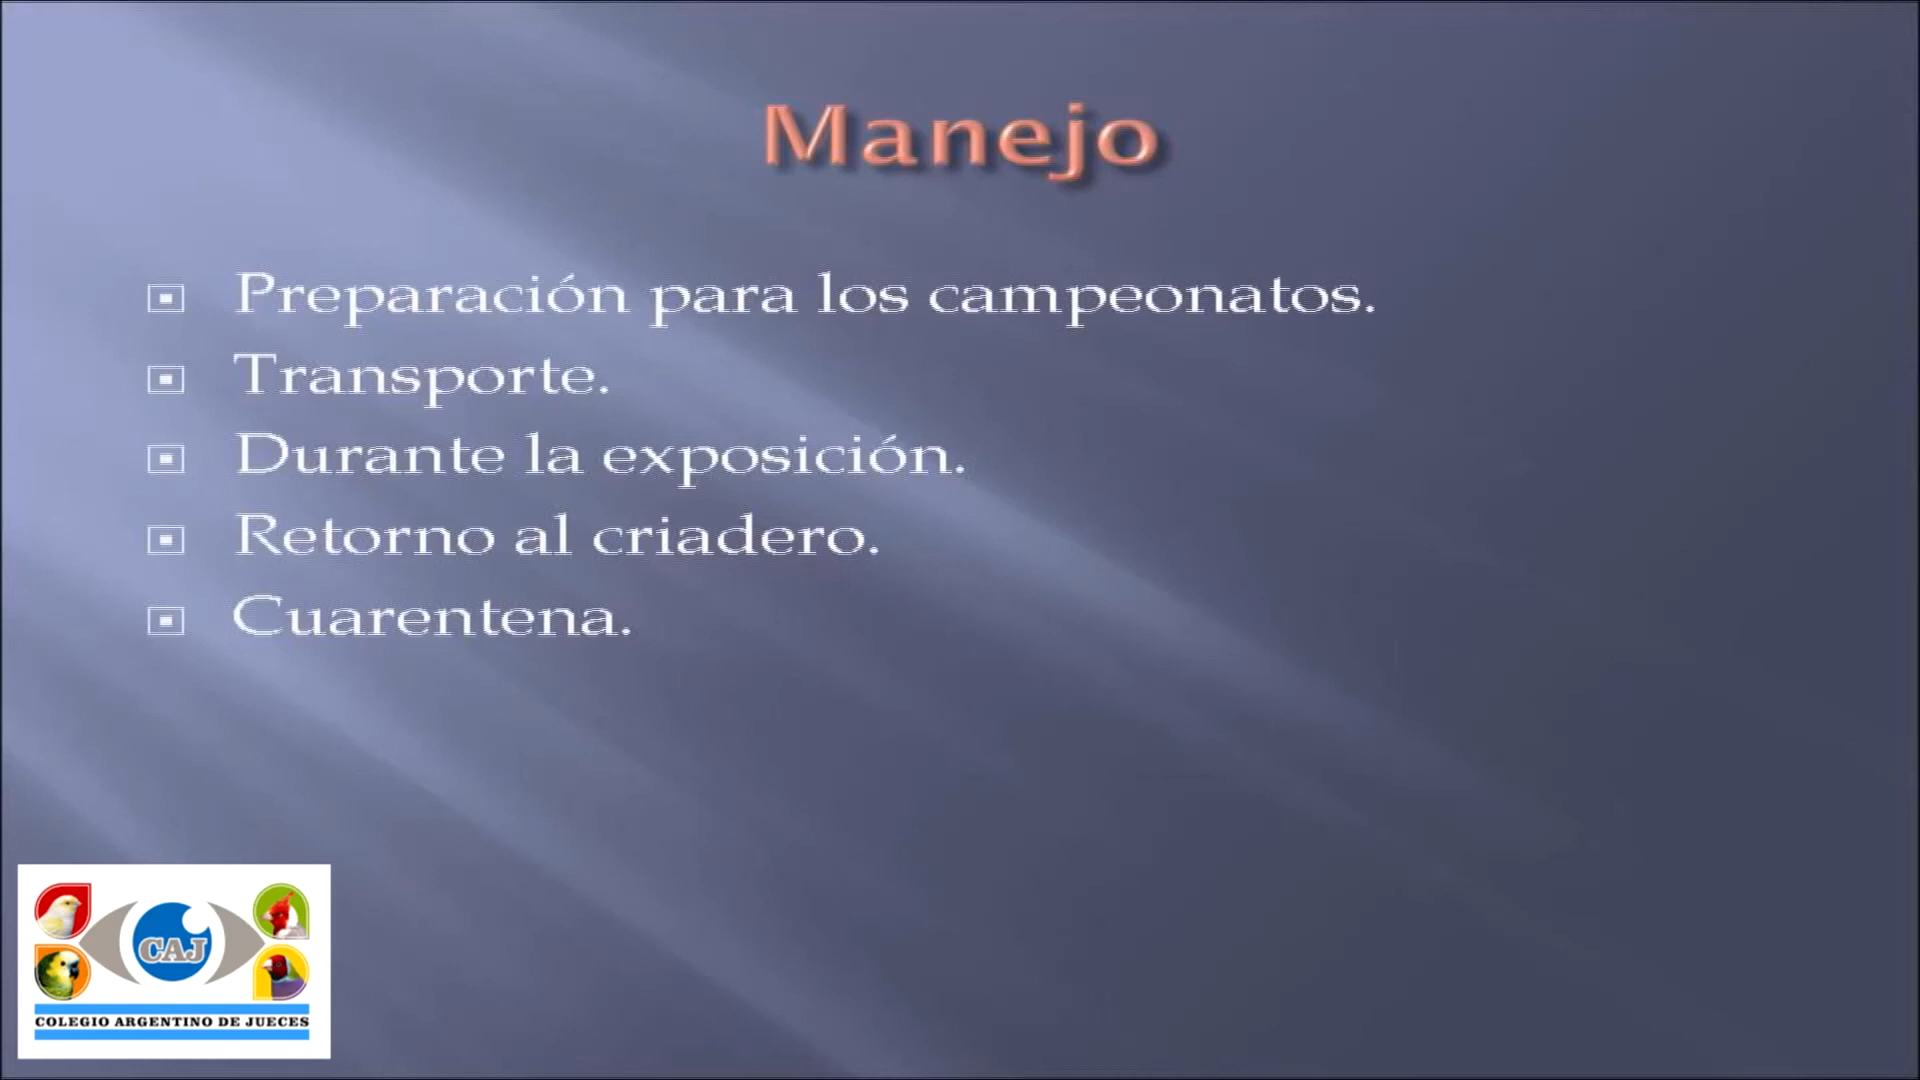 Manejo
Preparación para los campeonatos.
Transporte.
Durante la exposición.
Retorno al criadero.
Cuarentena.
CAJ
COLEGIO ARGENTINO DE JUECES